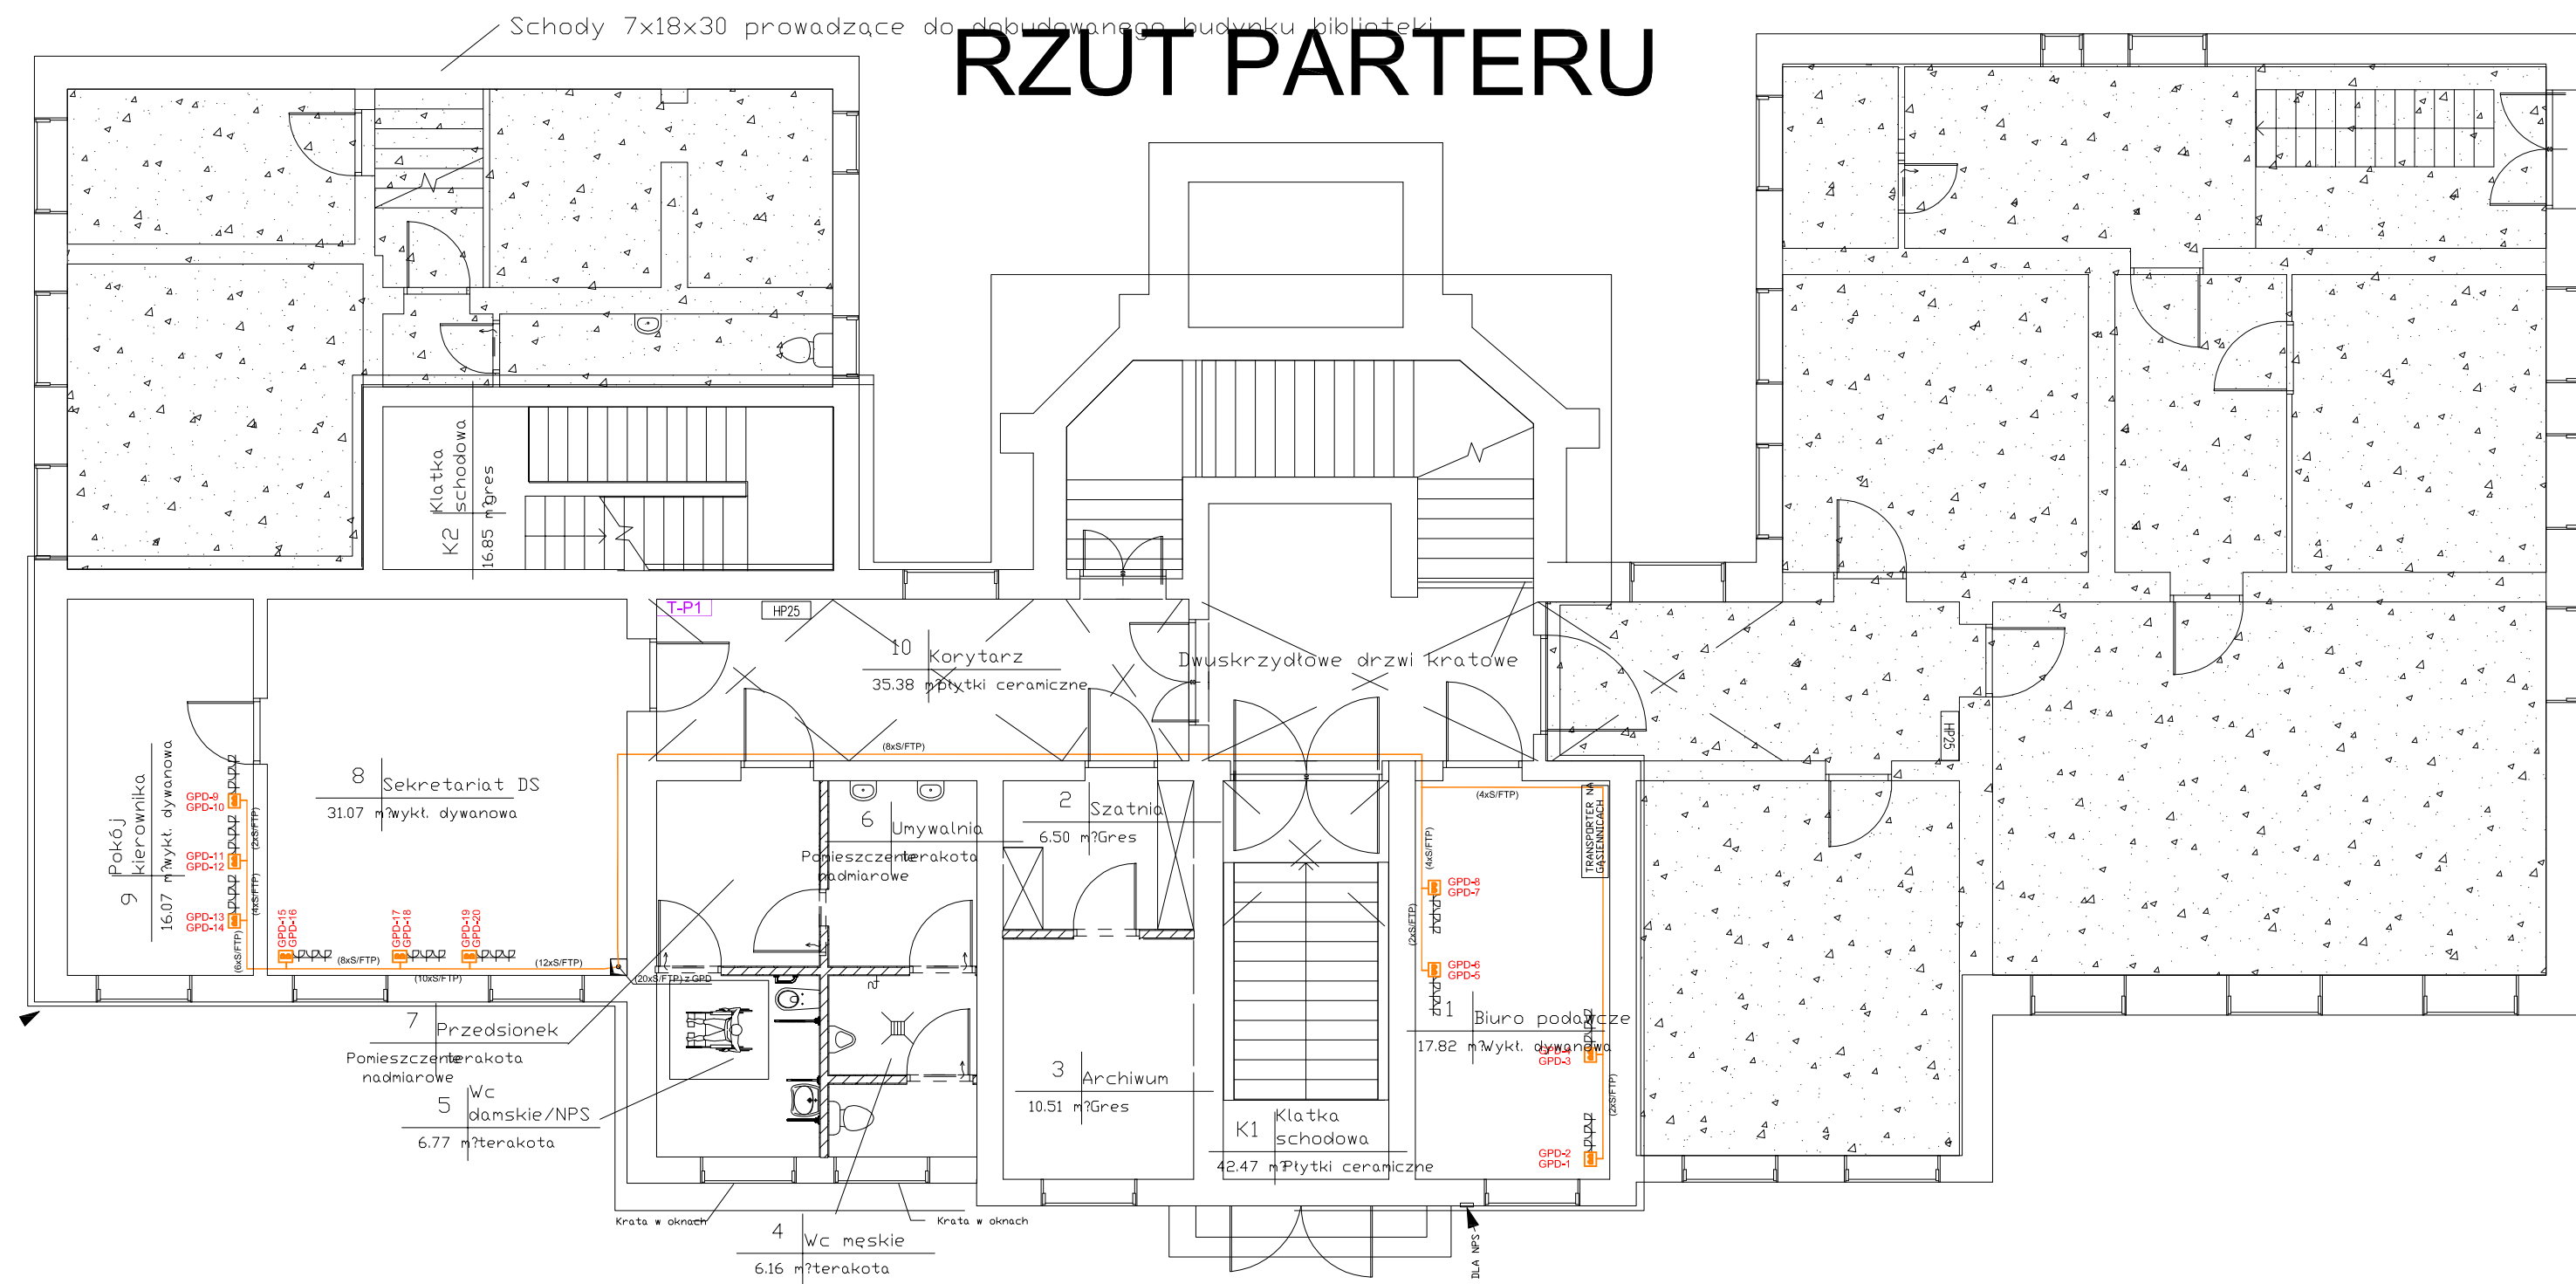 Schody 7x18x30 prowadzące do dobudowanego budynku biblioteki
RZUT PARTERU
K2
Klatka
schodowa
16.85 m?gres
T-P1
HP25
10
Korytarz
35.38 m?płytki ceramiczne
Dwuskrzydłowe drzwi kratowe
HP25
(8xS/FTP)
9
Pokój
kierownika
16.07 m?wykł. dywanowa
GPD-9
GPD-10
(2xS/FTP)
GPD-11
GPD-12
(4xS/FTP)
GPD-13
GPD-14
(6xS/FTP)
8
Sekretariat DS
31.07 m?wykł. dywanowa
GPD-15
GPD-16
(8xS/FTP)
GPD-17
GPD-18
(10xS/FTP)
GPD-19
GPD-20
(12xS/FTP)
(20xS/FTP) z GPD
6
Umywalnia
Pomieszczenie
nadmiarowe
terakota
2
Szatnia
6.50 m?Gres
(4xS/FTP)
TRANSPORTER NA
GĄSIENNICACH
(4xS/FTP)
GPD-8
GPD-7
(2xS/FTP)
GPD-6
GPD-5
1
Biuro podawcze
17.82 m?Wykł. dywanowa
GPD-4
GPD-3
(2xS/FTP)
GPD-2
GPD-1
7
Przedsionek
Pomieszczenie
nadmiarowe
terakota
5
Wc
damskie/NPS
6.77 m?terakota
3
Archiwum
10.51 m?Gres
K1
Klatka
schodowa
42.47 m?Płytki ceramiczne
Krata w oknach
Krata w oknach
4
Wc męskie
6.16 m?terakota
DLA NPS